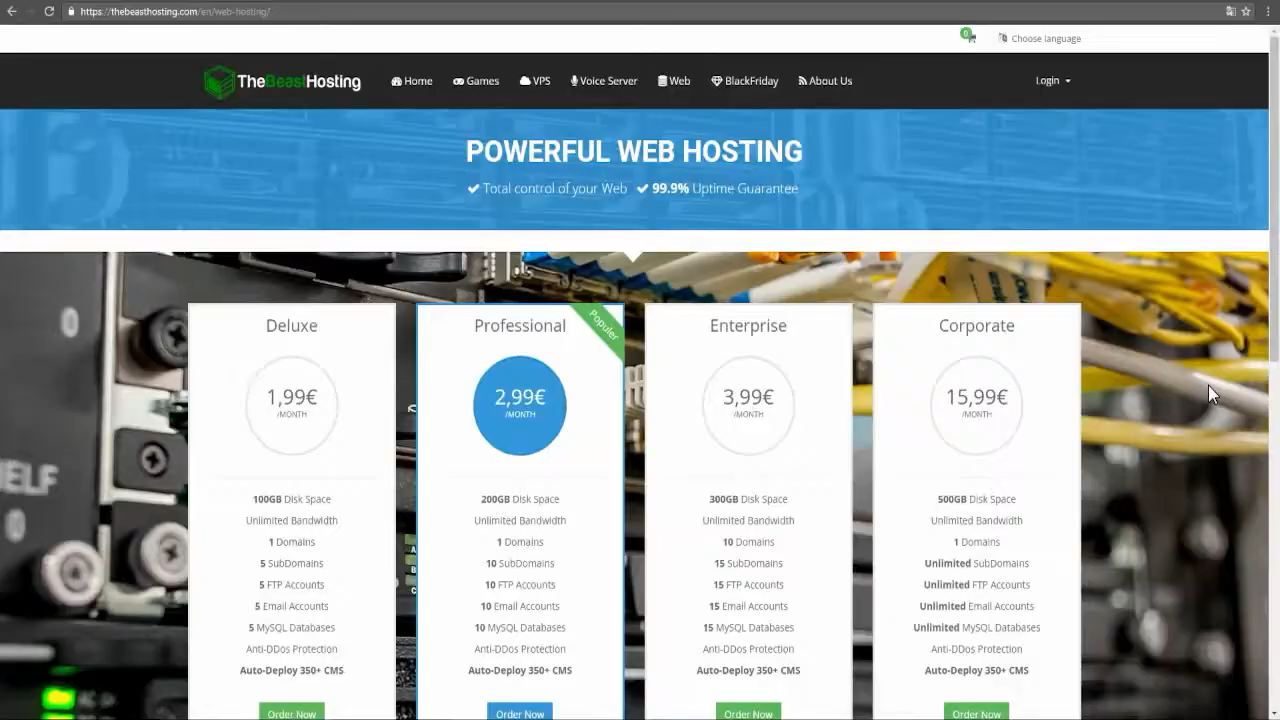 https://thebeasthosting.com/en/web-hosting/
0
Choose language
TheBeastHosting
Home
Games
VPS
Voice Server
Web
BlackFriday
About Us
Login
POWERFUL WEB HOSTING
Total control of your Web
99.9% Uptime Guarantee
Deluxe
1,99€
/MONTH
100GB Disk Space
Unlimited Bandwidth
1 Domains
5 SubDomains
5 FTP Accounts
5 Email Accounts
5 MySQL Databases
Anti-DDos Protection
Auto-Deploy 350+ CMS
Order Now
Professional
Populer
2,99€
/MONTH
200GB Disk Space
Unlimited Bandwidth
1 Domains
10 SubDomains
10 FTP Accounts
10 Email Accounts
10 MySQL Databases
Anti-DDos Protection
Auto-Deploy 350+ CMS
Order Now
Enterprise
3,99€
/MONTH
300GB Disk Space
Unlimited Bandwidth
10 Domains
15 SubDomains
15 FTP Accounts
15 Email Accounts
15 MySQL Databases
Anti-DDos Protection
Auto-Deploy 350+ CMS
Order Now
Corporate
15,99€
/MONTH
500GB Disk Space
Unlimited Bandwidth
1 Domains
Unlimited SubDomains
Unlimited FTP Accounts
Unlimited Email Accounts
Unlimited MySQL Databases
Anti-DDos Protection
Auto-Deploy 350+ CMS
Order Now
0
ELF
0